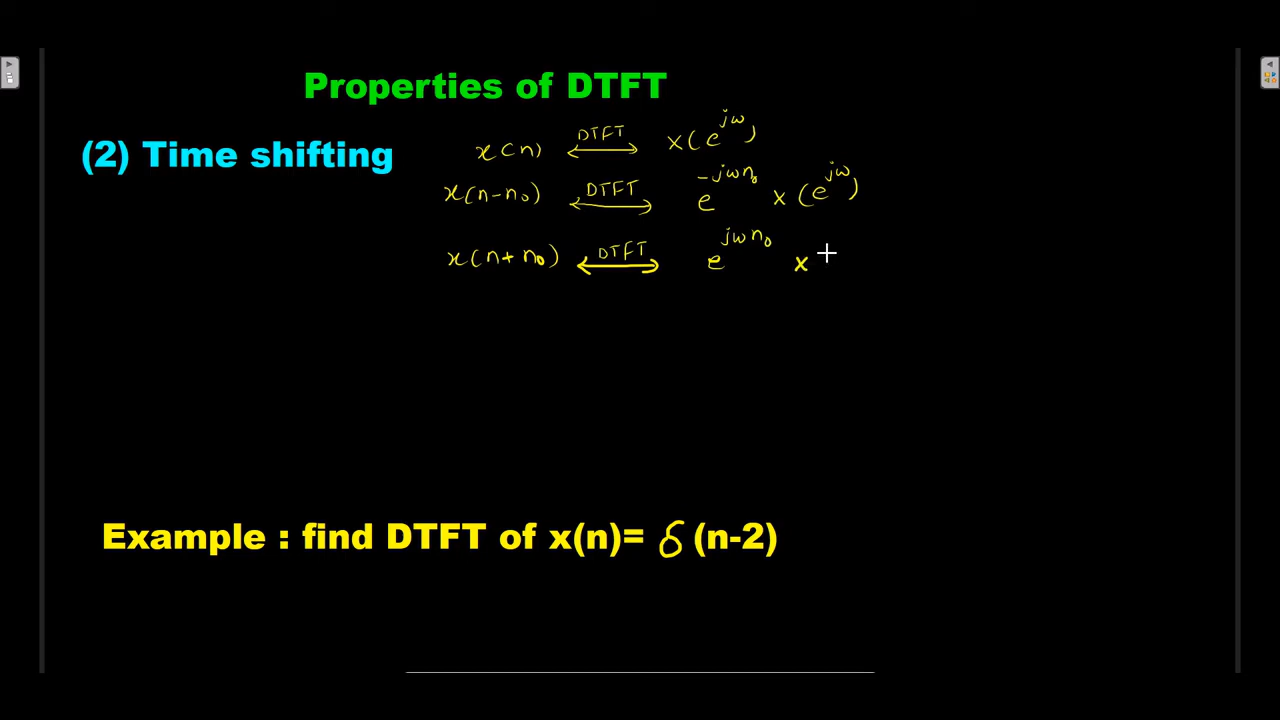 Properties of DTFT
(2) Time shifting
x(n) DTFT x(e^jω)
x(n-n₀) DTFT e^-jωn₀ x(e^jω)
x(n+n₀) DTFT e^jωn₀ x
Example : find DTFT of x(n)= δ (n-2)